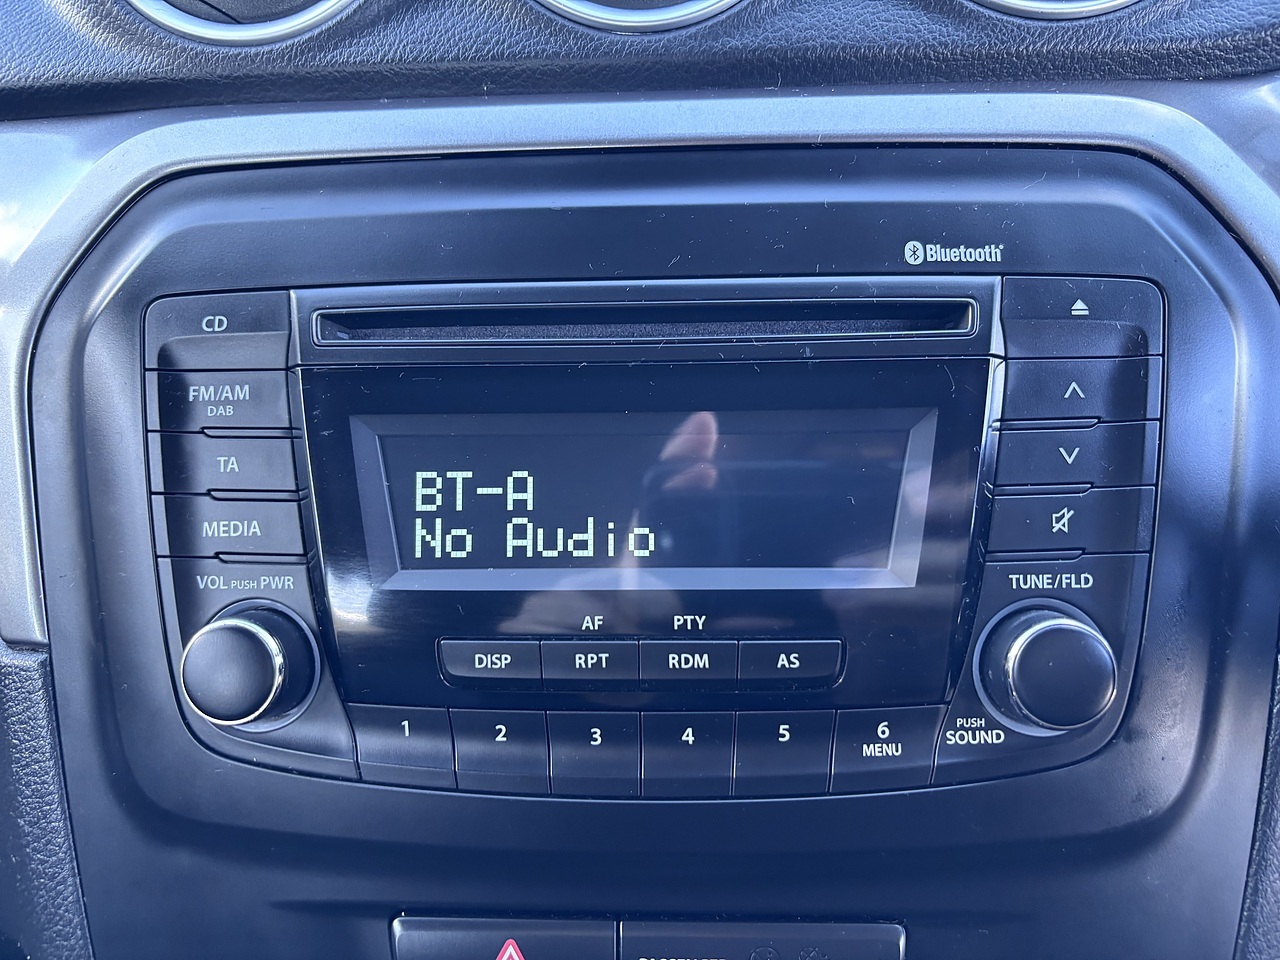 Bluetooth®
CD
FM/AM
DAB
TA
MEDIA
VOL PUSH PWR
BT-A
No Audio
TUNE/FLD
AF PTY
DISP RPT RDM AS
1 2 3 4 5 6
MENU
PUSH
SOUND